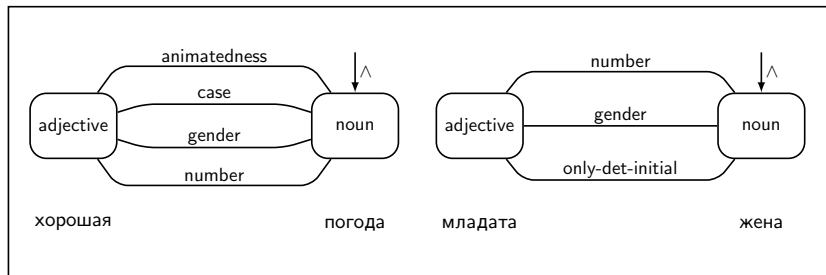 animatedness
case
gender
number
adjective
noun
^
хорошая
погода
number
gender
only-det-initial
adjective
noun
^
младата
жена